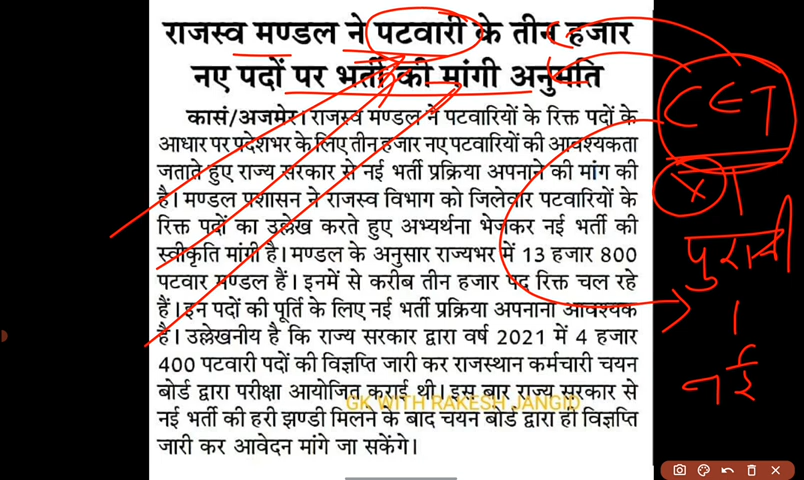 राजस्व मण्डल ने पटवारी के तीन हजार
नए पदों पर भर्ती की मांगी अनुमति
कासं/अजमेर। राजस्व मण्डल ने पटवारियों के रिक्त पदों के
आधार पर प्रदेशभर के लिए तीन हजार नए पटवारियों की आवश्यकता
जताते हुए राज्य सरकार से नई भर्ती प्रक्रिया अपनाने की मांग की
है। मण्डल प्रशासन ने राजस्व विभाग को जिलेवार पटवारियों के
रिक्त पदों का उल्लेख करते हुए अभ्यर्थना भेजकर नई भर्ती की
स्वीकृति मांगी है। मण्डल के अनुसार राज्यभर में 13 हजार 800
पटवार मण्डल हैं। इनमें से करीब तीन हजार पद रिक्त चल रहे
हैं। इन पदों की पूर्ति के लिए नई भर्ती प्रक्रिया अपनाना आवश्यक
है। उल्लेखनीय है कि राज्य सरकार द्वारा वर्ष 2021 में 4 हजार
400 पटवारी पदों की विज्ञप्ति जारी कर राजस्थान कर्मचारी चयन
बोर्ड द्वारा परीक्षा आयोजित कराई थी। इस बार राज्य सरकार से
नई भर्ती की हरी झण्डी मिलने के बाद चयन बोर्ड द्वारा ही विज्ञप्ति
जारी कर आवेदन मांगे जा सकेंगे।
GK WITH RAKESH JANGID
CET
पुरानी
नई